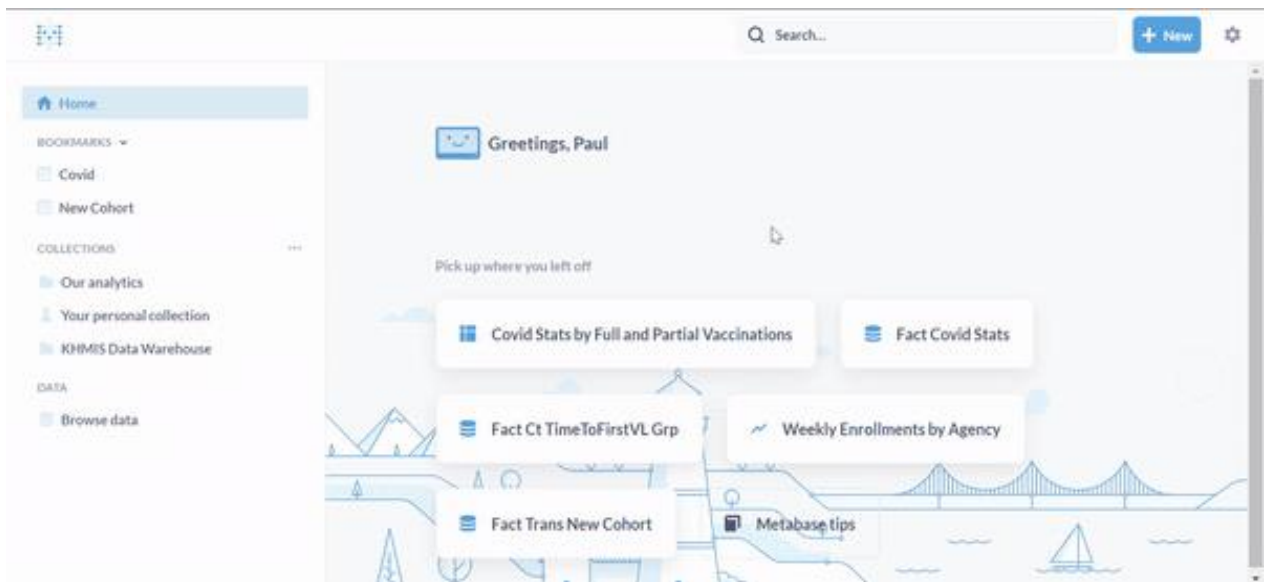 Search...
+ New
Home
BOOKMARKS
Covid
New Cohort
COLLECTIONS
...
Our analytics
Your personal collection
KHMIS Data Warehouse
DATA
Browse data
Greetings, Paul
Pick up where you left off
Covid Stats by Full and Partial Vaccinations
Fact Covid Stats
Fact Ct TimeToFirstVL Grp
Weekly Enrollments by Agency
Fact Trans New Cohort
Metabase tips